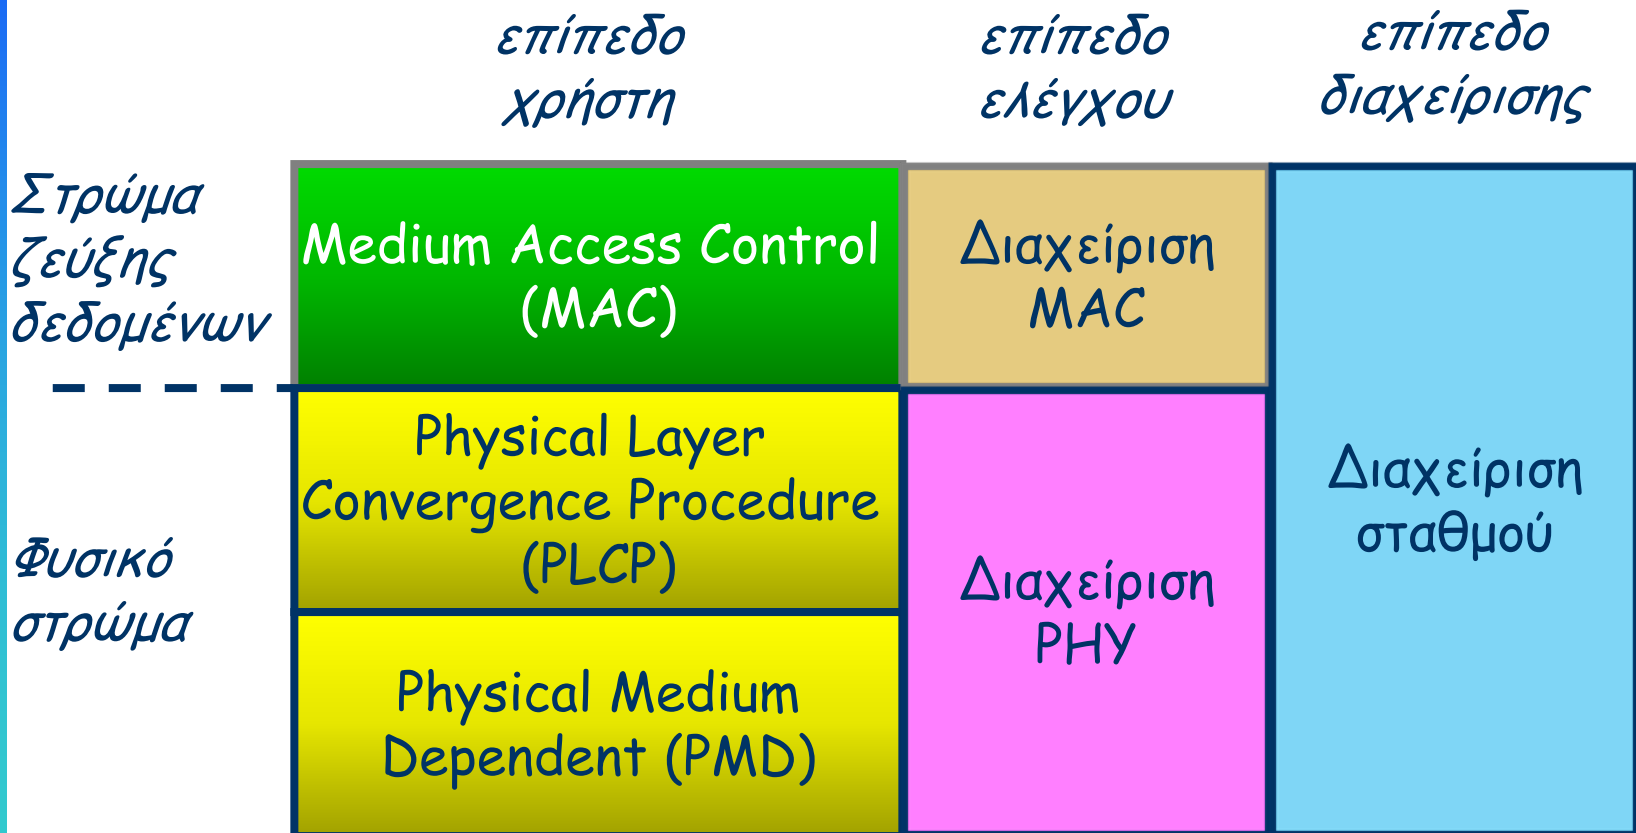 επίπεδο
χρήστη
επίπεδο
ελέγχου
επίπεδο
διαχείρισης
Στρώμα
ζεύξης
δεδομένων
Medium Access Control
(MAC)
Διαχείριση
MAC
Physical Layer
Convergence Procedure
(PLCP)
Διαχείριση
σταθμού
Φυσικό
στρώμα
Διαχείριση
PHY
Physical Medium
Dependent (PMD)